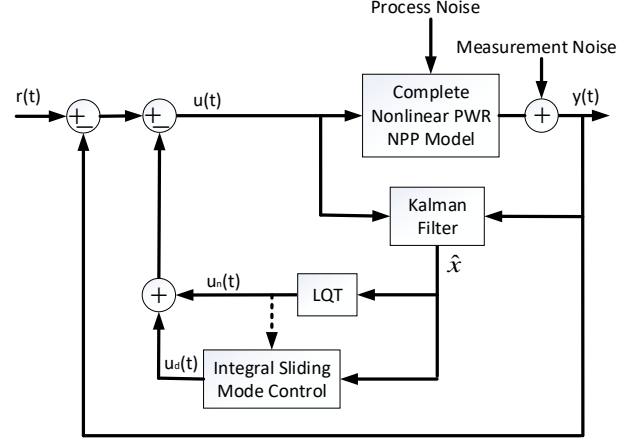 Process Noise
Measurement Noise
r(t)
u(t)
y(t)
Complete
Nonlinear PWR
NPP Model
+
−
+
−
+
Kalman
Filter
x̂
uₙ(t)
LQT
+
u_d(t)
Integral Sliding
Mode Control